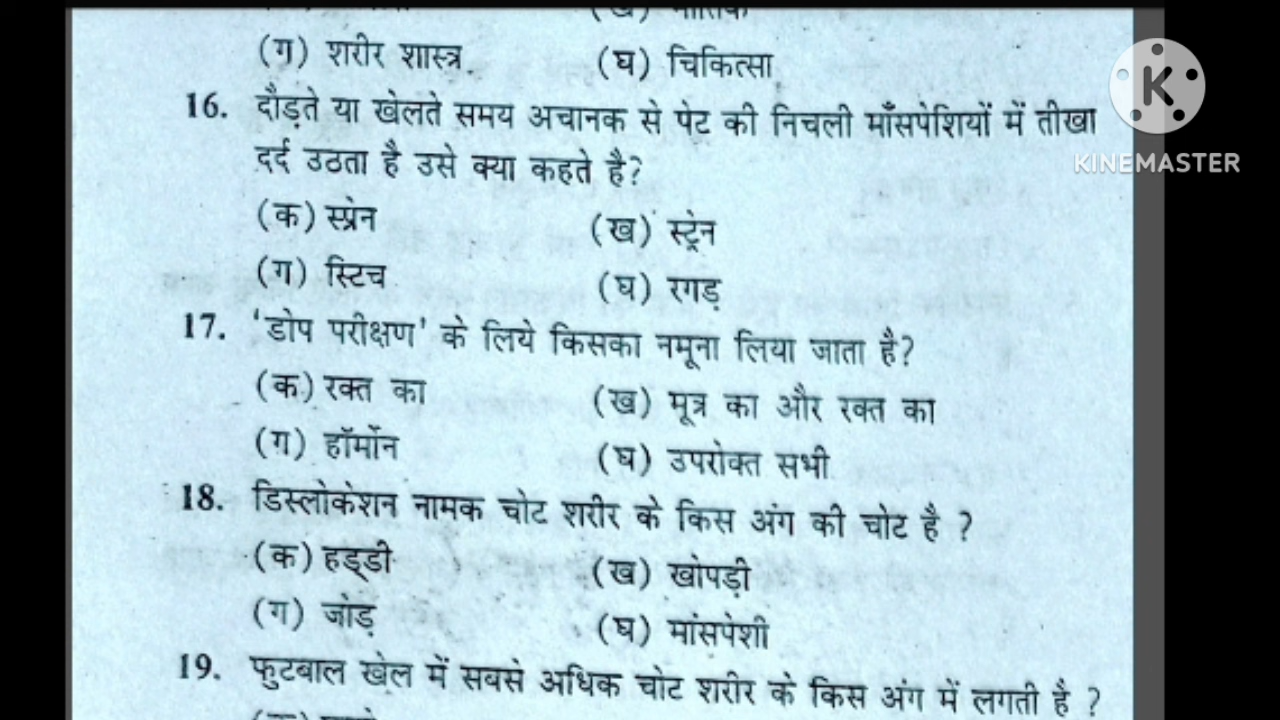 (ग) शरीर शास्त्र (घ) चिकित्सा
16. दौड़ते या खेलते समय अचानक से पेट की निचली माँसपेशियों में तीखा
दर्द उठता है उसे क्या कहते है?
(क) स्प्रेन (ख) स्ट्रेन
(ग) स्टिच (घ) रगड़
17. 'डोप परीक्षण' के लिये किसका नमूना लिया जाता है?
(क) रक्त का (ख) मूत्र का और रक्त का
(ग) हॉर्मोन (घ) उपरोक्त सभी
18. डिस्लोकेशन नामक चोट शरीर के किस अंग की चोट है ?
(क) हड्डी (ख) खोपड़ी
(ग) जोड़ (घ) मांसपेशी
19. फुटबाल खेल में सबसे अधिक चोट शरीर के किस अंग में लगती है ?
K
KINEMASTER